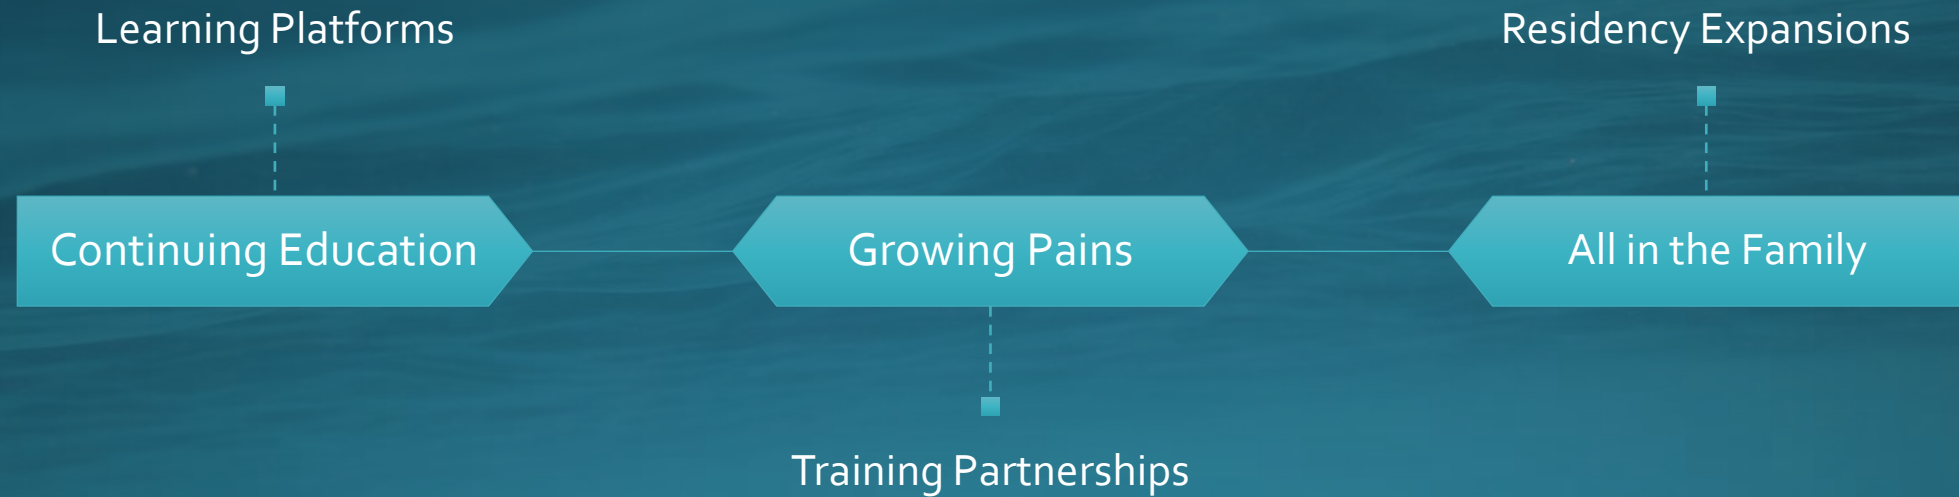 Learning Platforms
Residency Expansions
Continuing Education
Growing Pains
All in the Family
Training Partnerships